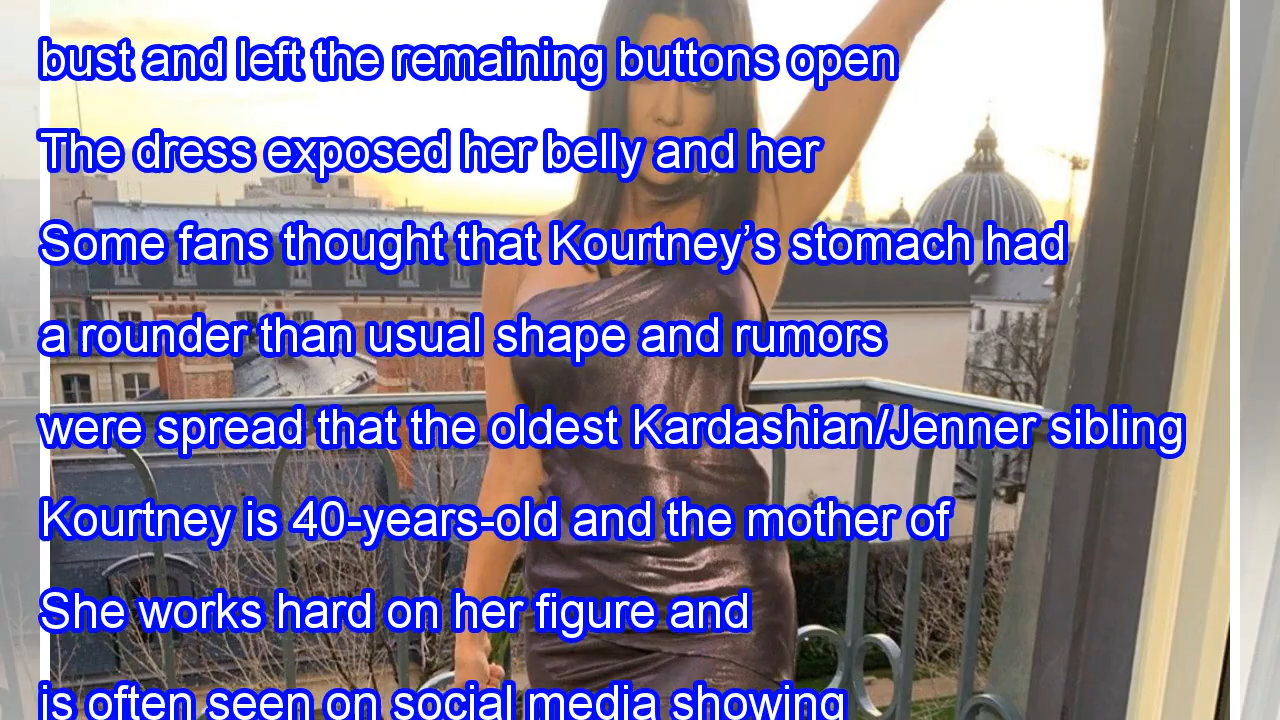 bust and left the remaining buttons open
The dress exposed her belly and her
Some fans thought that Kourtney’s stomach had
a rounder than usual shape and rumors
were spread that the oldest Kardashian/Jenner sibling
Kourtney is 40-years-old and the mother of
She works hard on her figure and
is often seen on social media showing